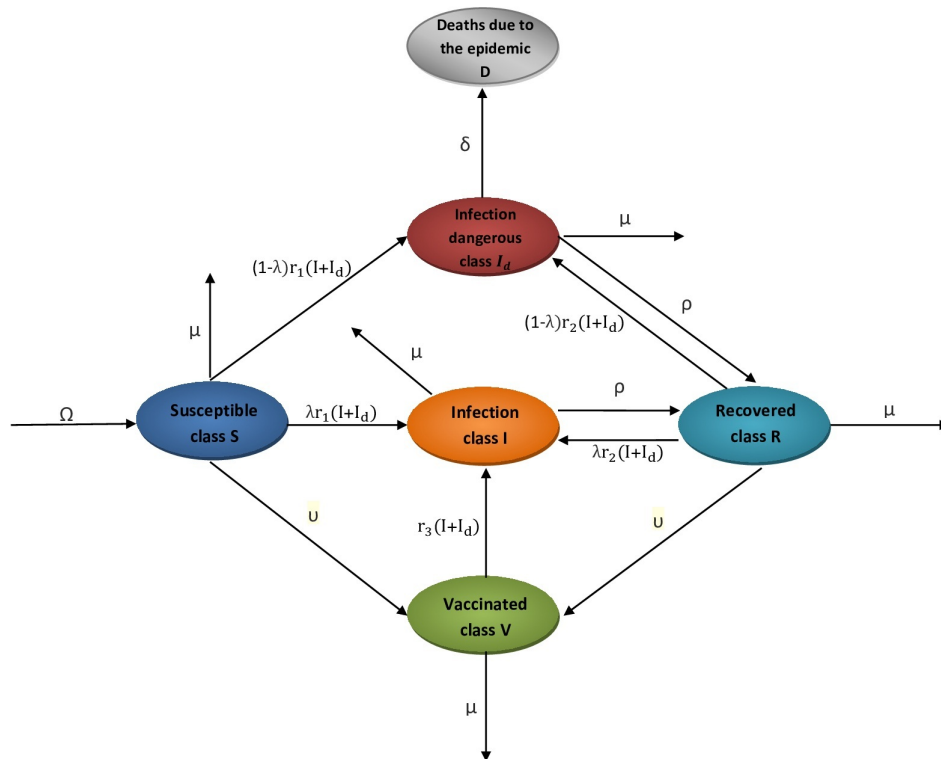 Deaths due to
the epidemic
D
δ
Infection
dangerous
class I_d
μ
(1-λ)r₁(I+I_d)
ρ
(1-λ)r₂(I+I_d)
μ
μ
Ω
Susceptible
class S
λr₁(I+I_d)
Infection
class I
ρ
λr₂(I+I_d)
Recovered
class R
μ
υ
r₃(I+I_d)
υ
Vaccinated
class V
μ